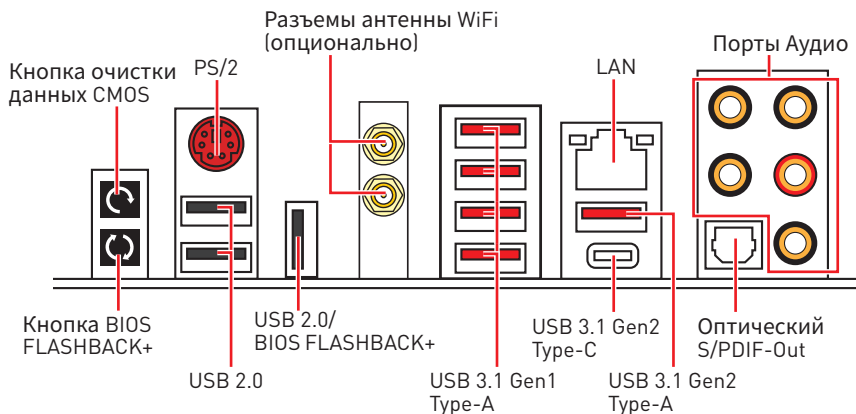 Разъемы антенны WiFi
(опционально)
Порты Аудио
Кнопка очистки
данных CMOS
PS/2
LAN
Кнопка BIOS
FLASHBACK+
USB 2.0/
BIOS FLASHBACK+
USB 3.1 Gen2
Type-C
Оптический
S/PDIF-Out
USB 2.0
USB 3.1 Gen1
Type-A
USB 3.1 Gen2
Type-A